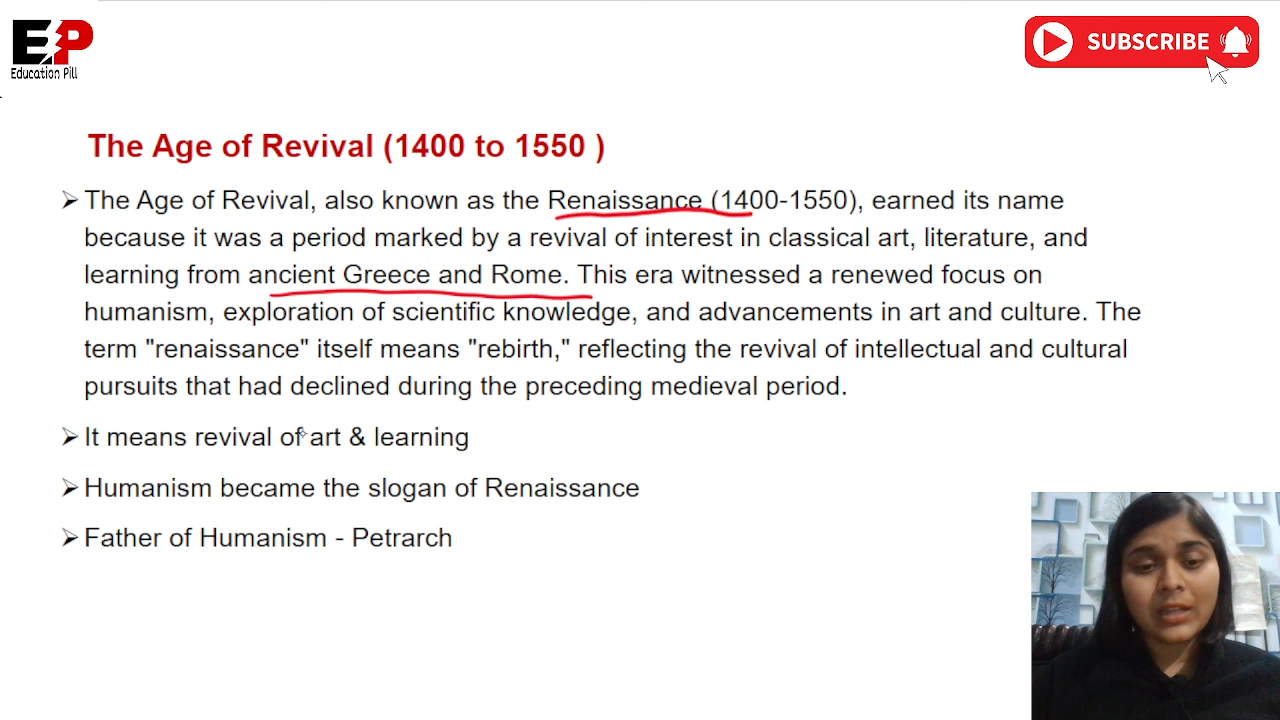 EP
Education Pill
SUBSCRIBE
The Age of Revival (1400 to 1550 )
The Age of Revival, also known as the Renaissance (1400-1550), earned its name
because it was a period marked by a revival of interest in classical art, literature, and
learning from ancient Greece and Rome. This era witnessed a renewed focus on
humanism, exploration of scientific knowledge, and advancements in art and culture. The
term "renaissance" itself means "rebirth," reflecting the revival of intellectual and cultural
pursuits that had declined during the preceding medieval period.
It means revival of art & learning
Humanism became the slogan of Renaissance
Father of Humanism - Petrarch